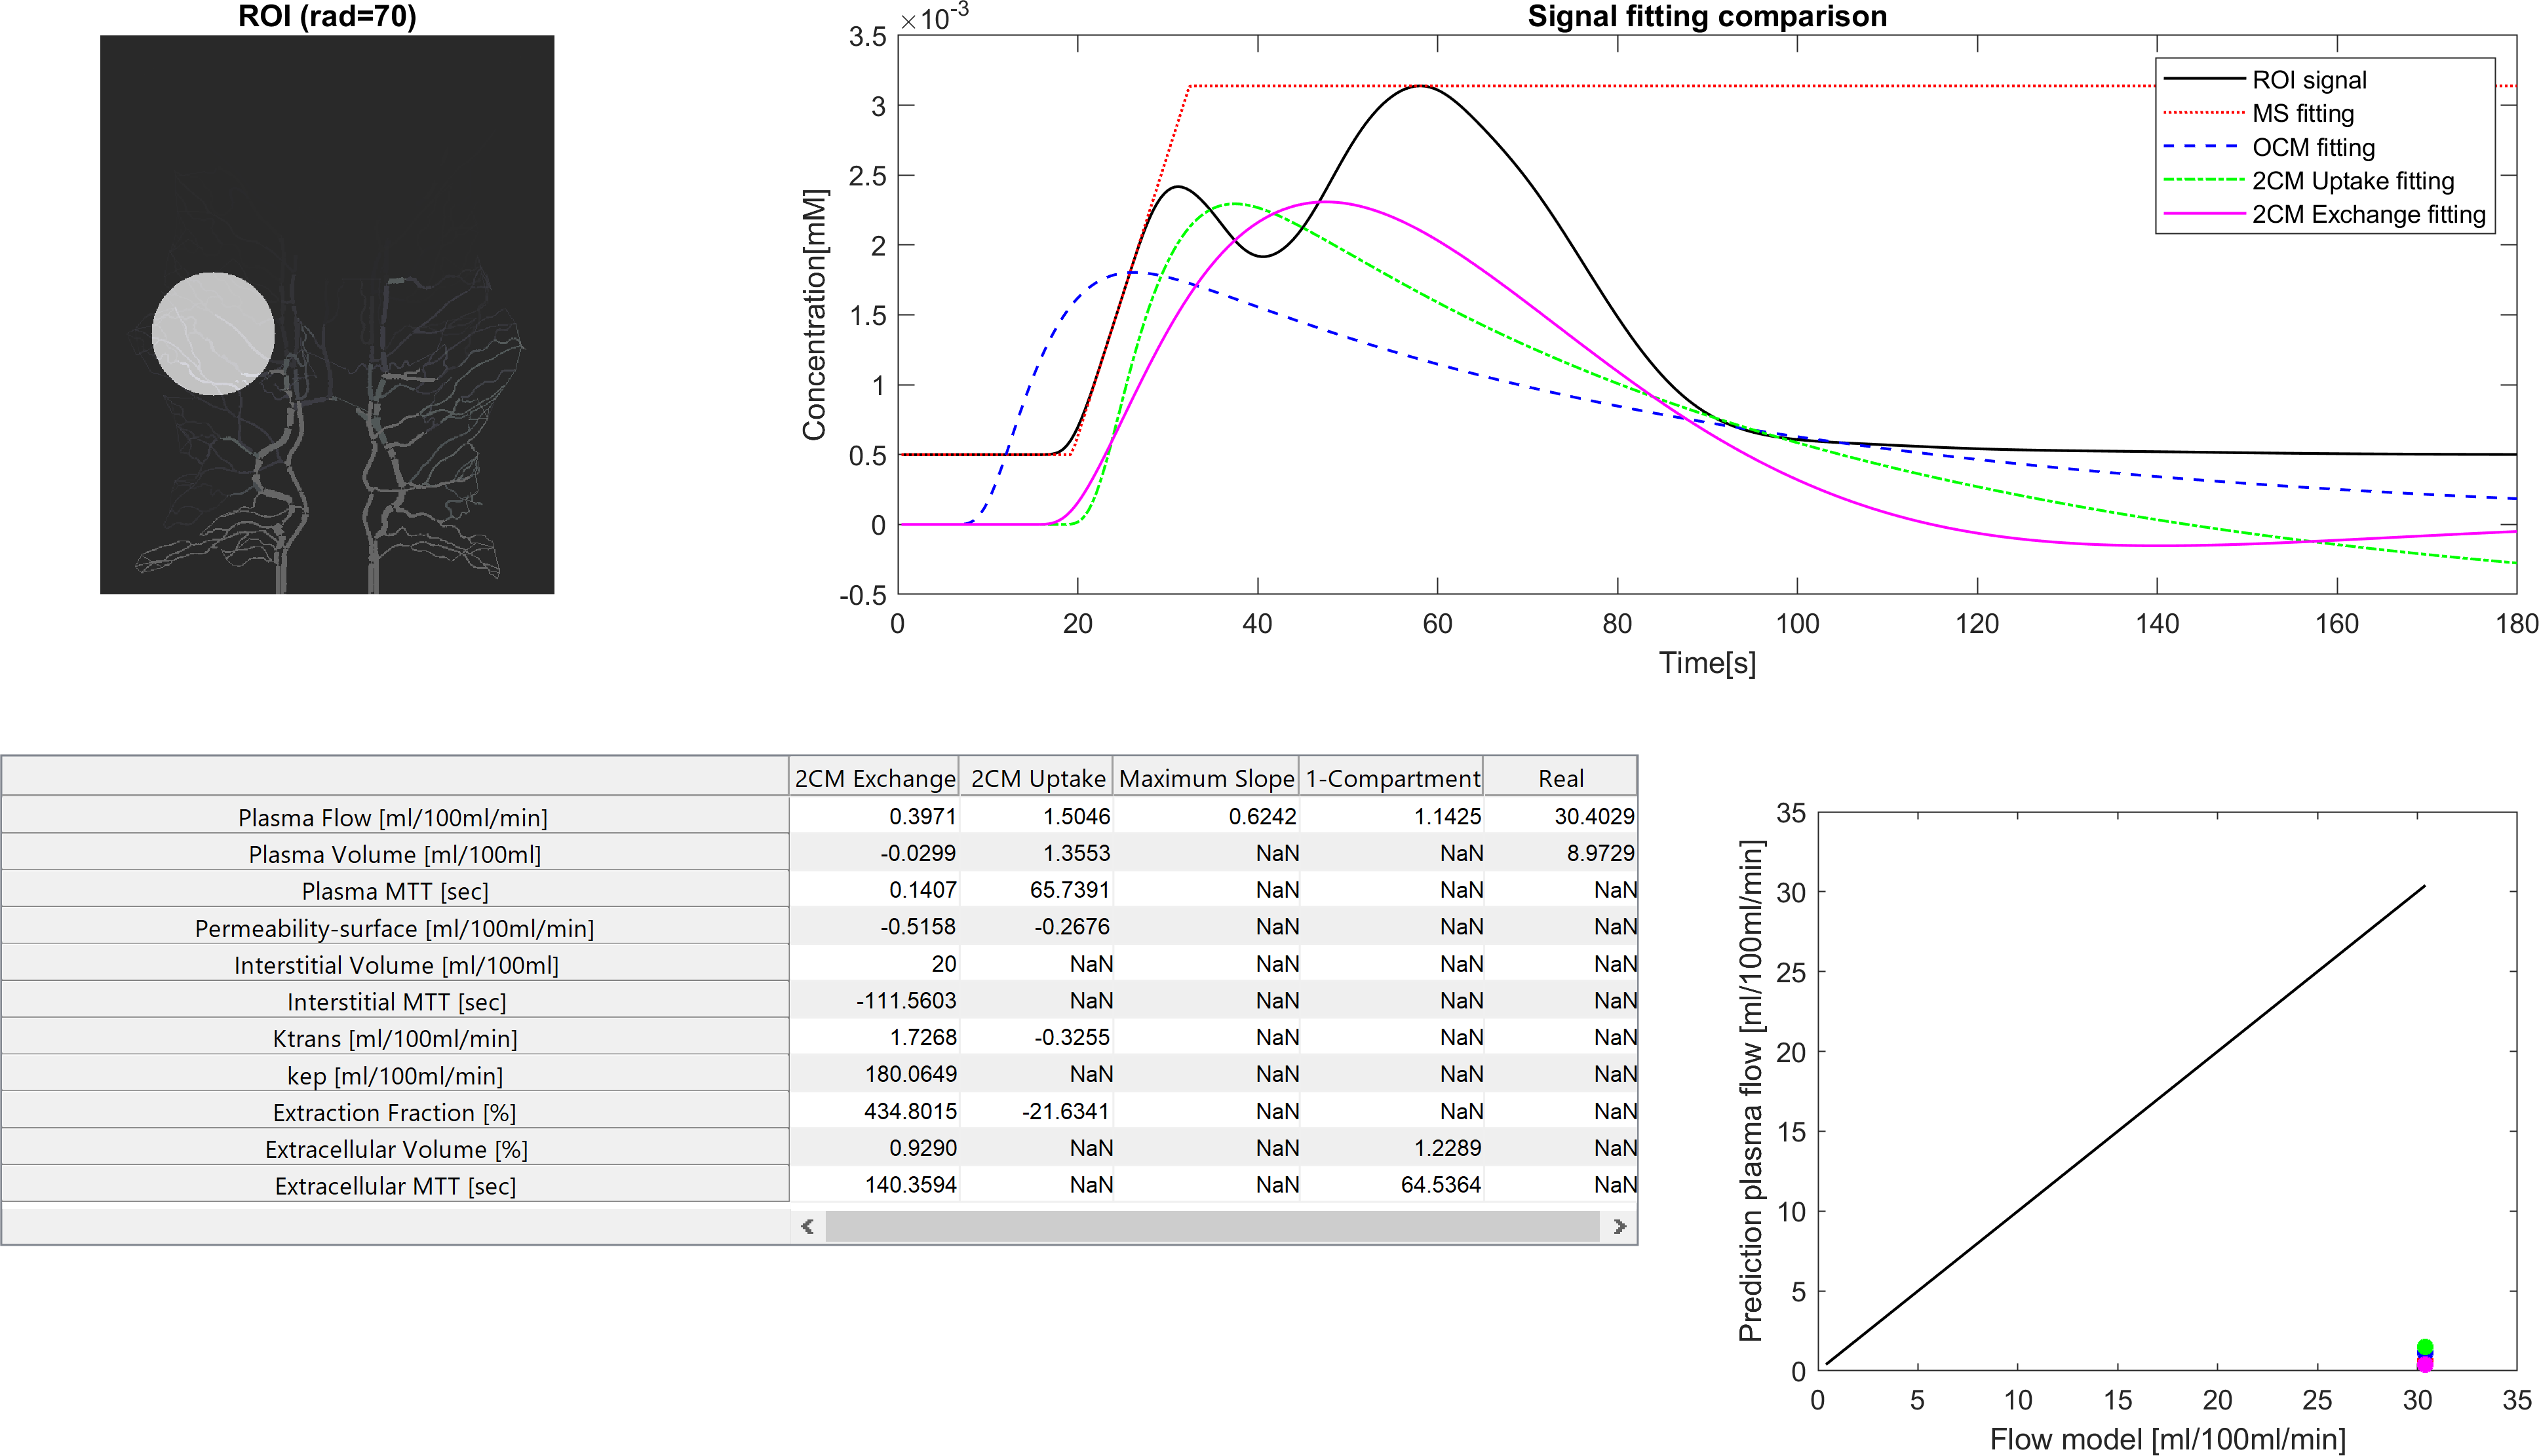 ROI (rad=70)
Signal fitting comparison
×10-3
3.5
3
2.5
2
1.5
1
0.5
0
-0.5
Concentration[mM]
0 20 40 60 80 100 120 140 160 180
Time[s]
ROI signal
MS fitting
OCM fitting
2CM Uptake fitting
2CM Exchange fitting
2CM Exchange 2CM Uptake Maximum Slope 1-Compartment Real
Plasma Flow [ml/100ml/min] 0.3971 1.5046 0.6242 1.1425 30.4029
Plasma Volume [ml/100ml] -0.0299 1.3553 NaN NaN 8.9729
Plasma MTT [sec] 0.1407 65.7391 NaN NaN NaN
Permeability-surface [ml/100ml/min] -0.5158 -0.2676 NaN NaN NaN
Interstitial Volume [ml/100ml] 20 NaN NaN NaN NaN
Interstitial MTT [sec] -111.5603 NaN NaN NaN NaN
Ktrans [ml/100ml/min] 1.7268 -0.3255 NaN NaN NaN
kep [ml/100ml/min] 180.0649 NaN NaN NaN NaN
Extraction Fraction [%] 434.8015 -21.6341 NaN NaN NaN
Extracellular Volume [%] 0.9290 NaN NaN 1.2289 NaN
Extracellular MTT [sec] 140.3594 NaN NaN 64.5364 NaN
35
30
25
20
15
10
5
0
Prediction plasma flow [ml/100ml/min]
0 5 10 15 20 25 30 35
Flow model [ml/100ml/min]